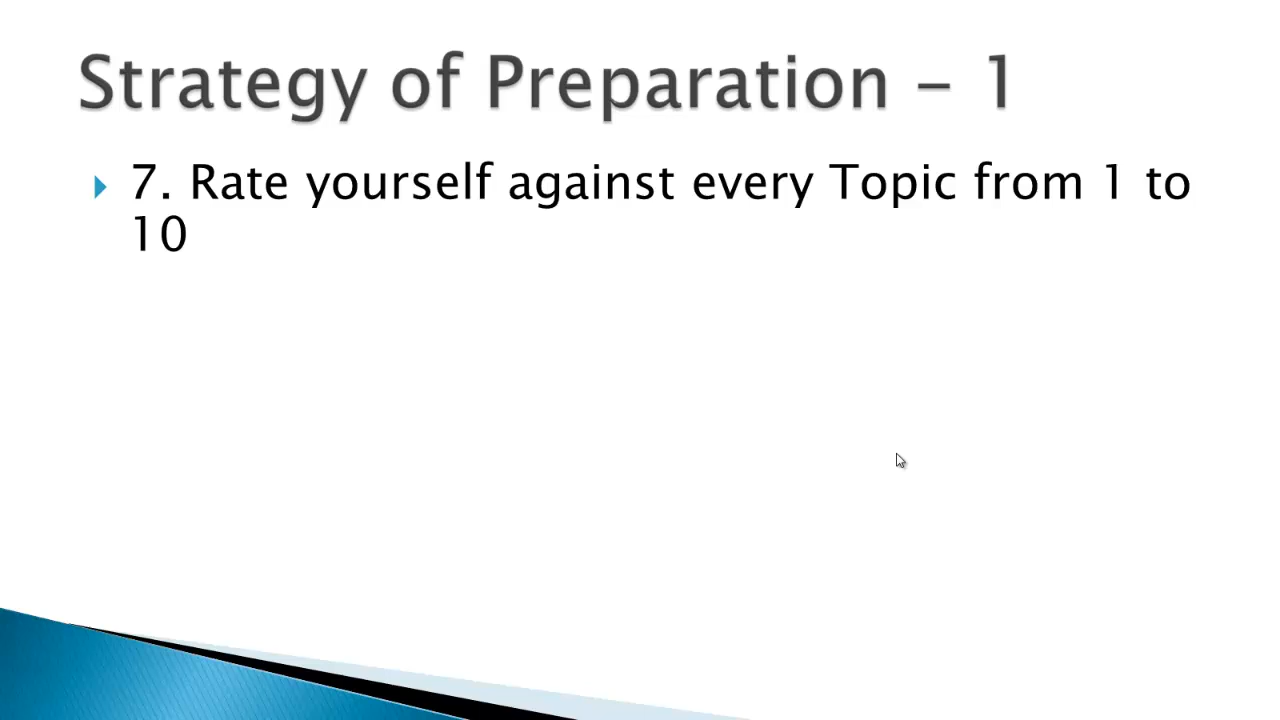 Strategy of Preparation - 1
7. Rate yourself against every Topic from 1 to
10